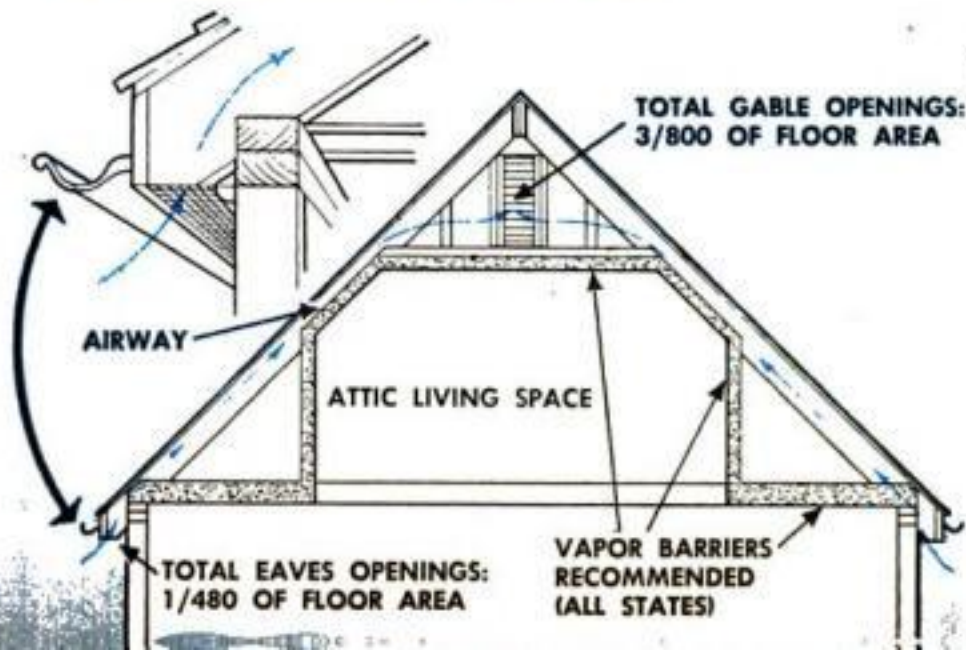 TOTAL GABLE OPENINGS:
3/800 OF FLOOR AREA
AIRWAY
ATTIC LIVING SPACE
TOTAL EAVES OPENINGS:
1/480 OF FLOOR AREA
VAPOR BARRIERS
RECOMMENDED
(ALL STATES)